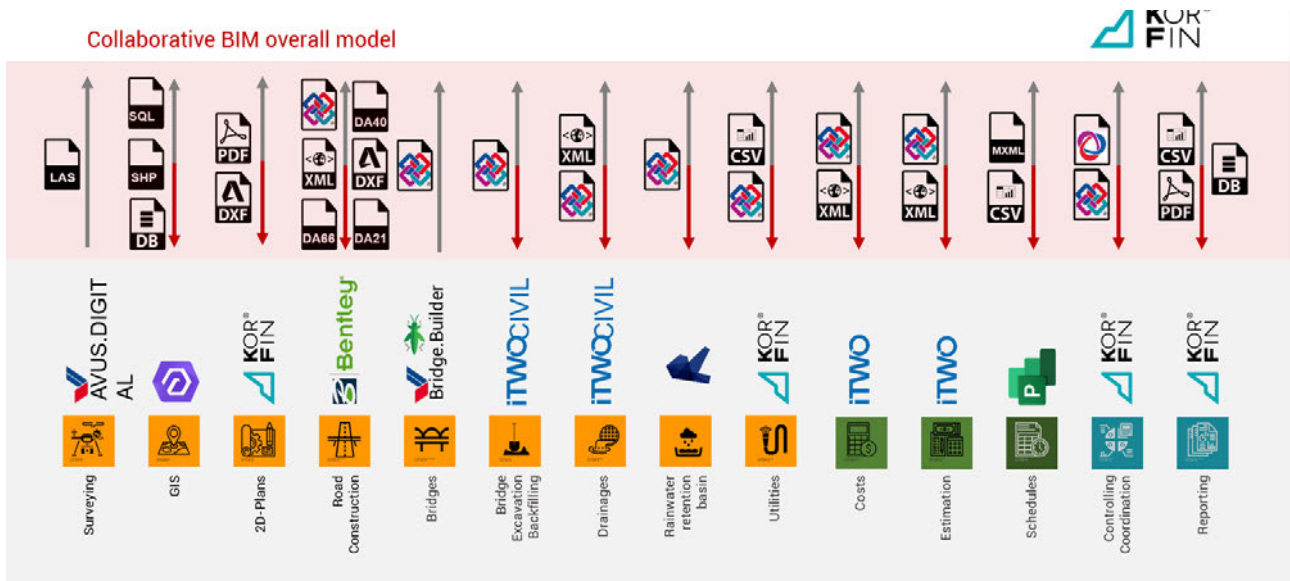 Collaborative BIM overall model
KOR®
FIN
LAS
SQL
SHP
DB
PDF
DXF
XML
DA66
DA40
DXF
DA21
XML
CSV
XML
XML
MXML
CSV
CSV
PDF
DB
AVUS.DIGIT
AL
KOR®
FIN
Bentley®
Bridge.Builder
iTWOCIVIL
iTWOCIVIL
KOR®
FIN
iTWO
iTWO
P
KOR®
FIN
KOR®
FIN
Surveying
GIS
2D-Plans
Road
Construction
Bridges
Bridge
Excavation
Backfilling
Drainages
Rainwater
retention
basin
Utilities
Costs
Estimation
Schedules
Controlling
Coordination
Reporting